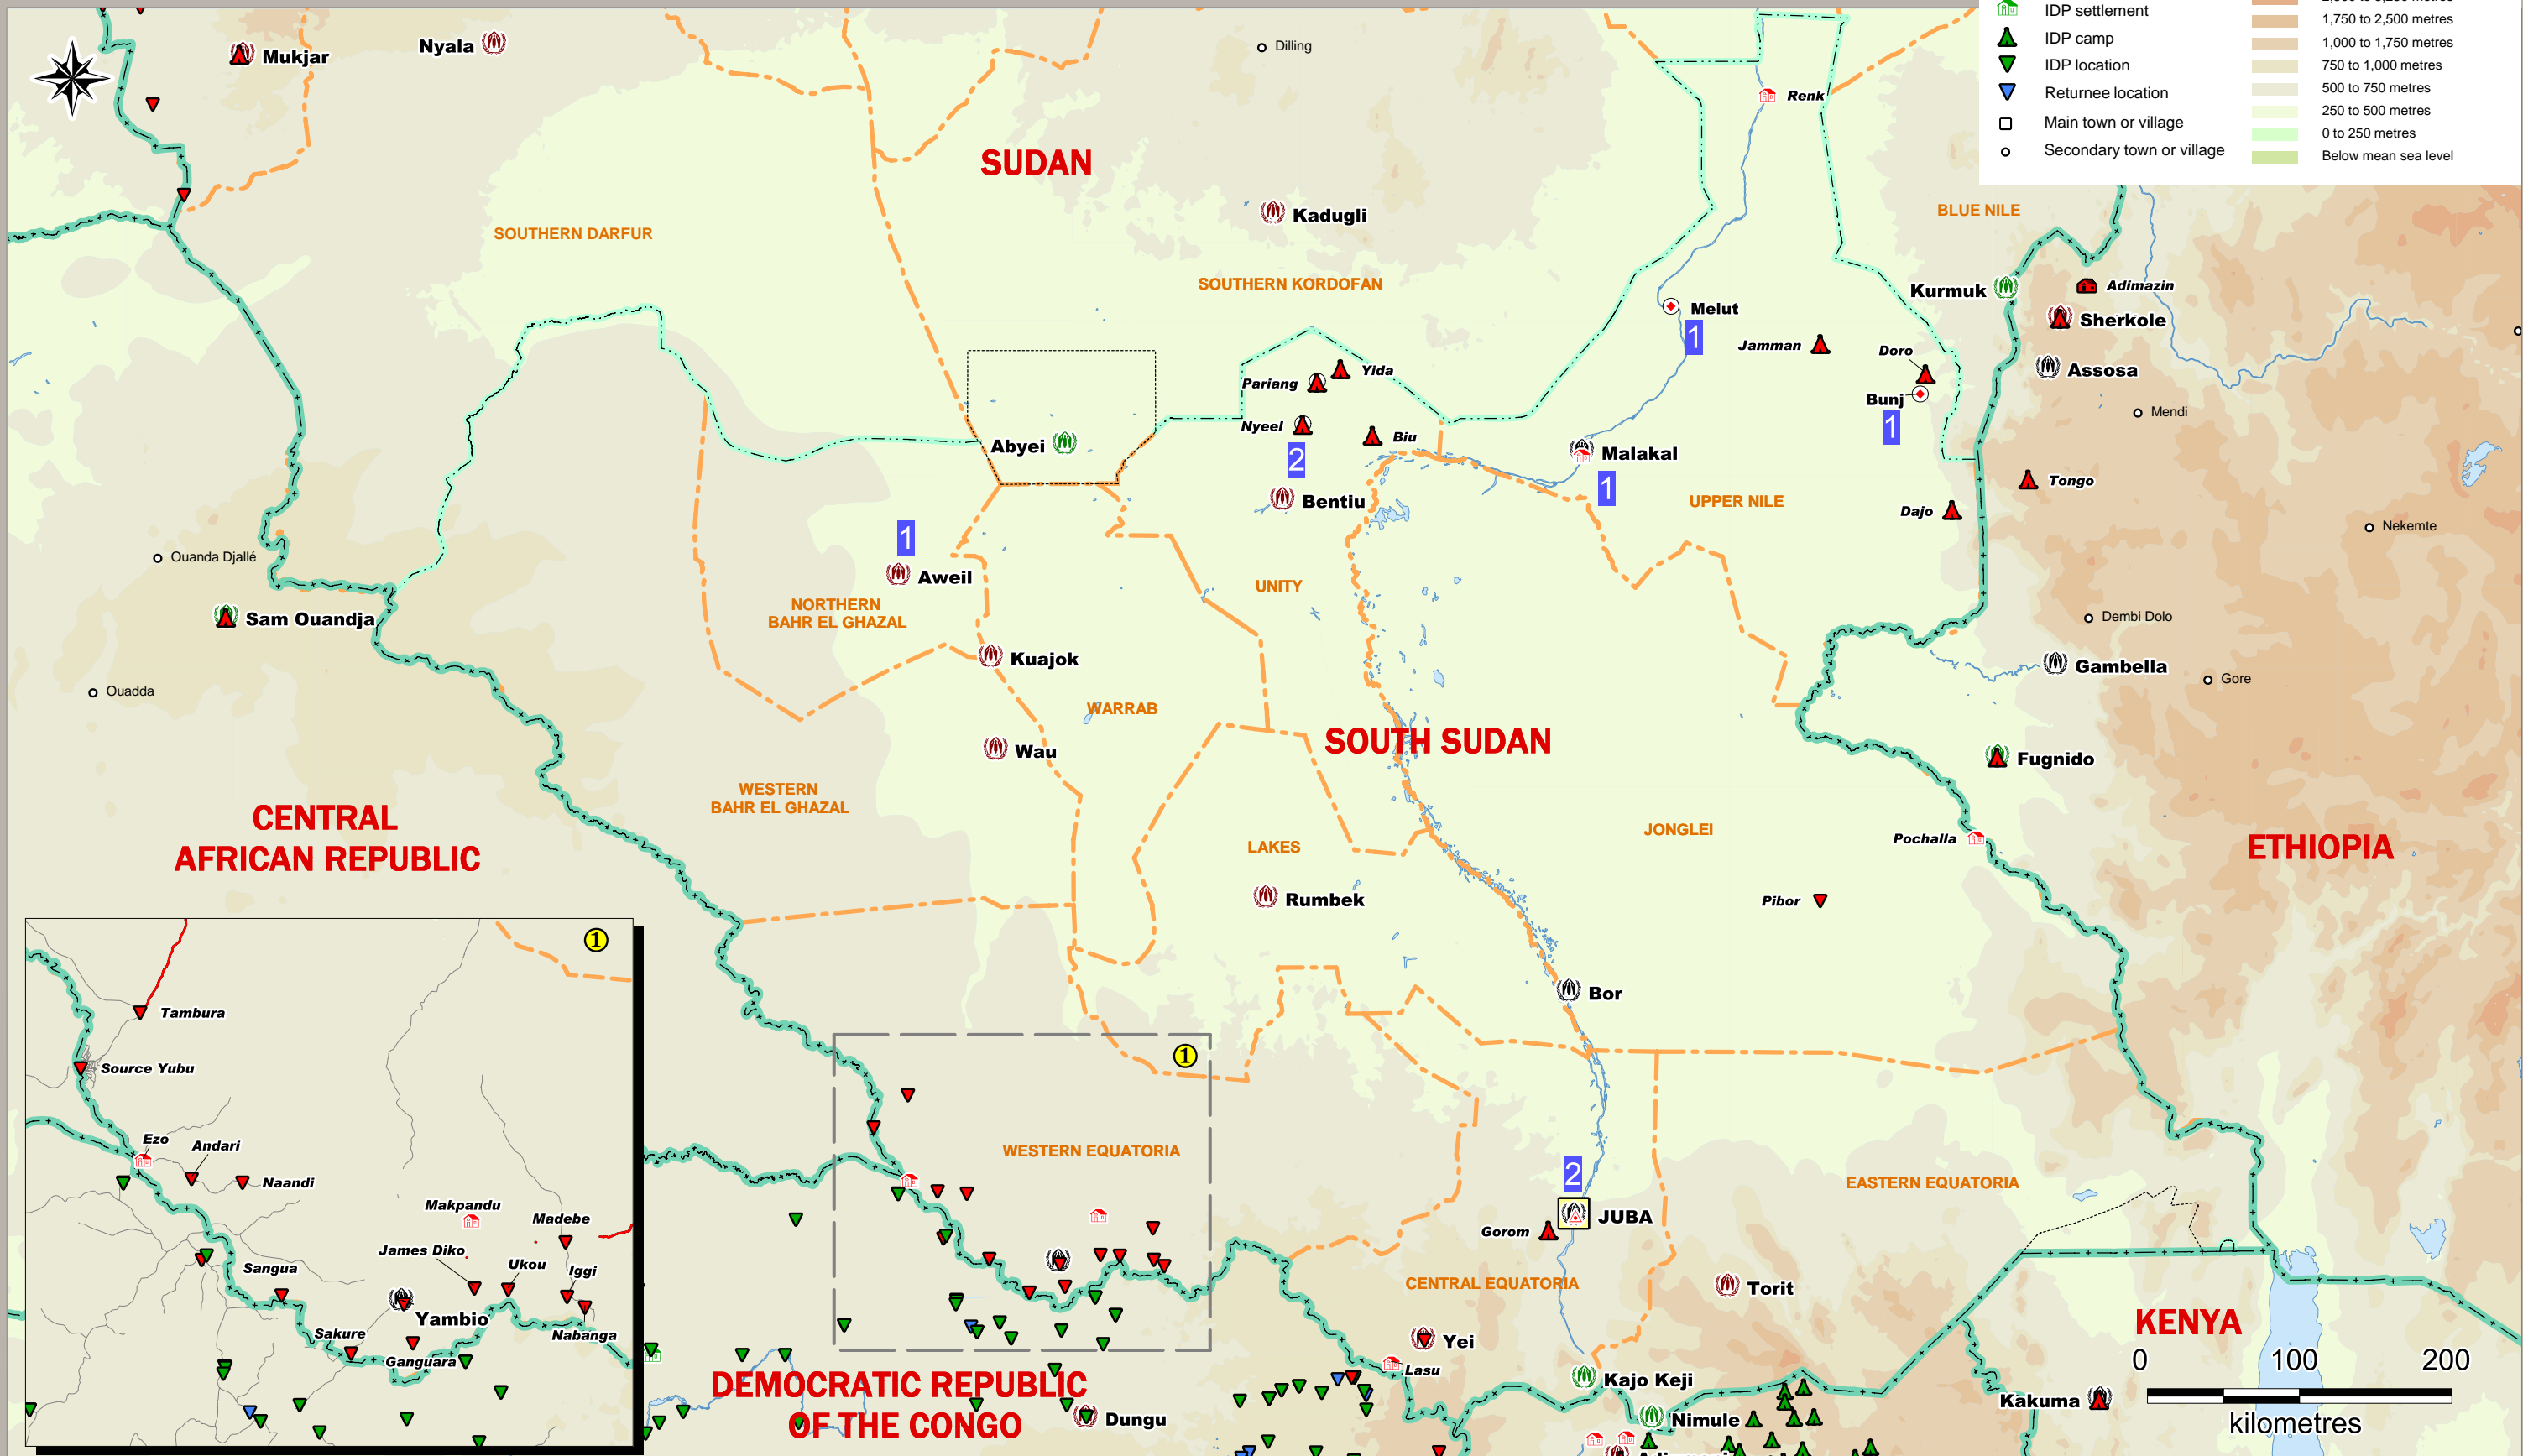 IDP settlement
1,750 to 2,500 metres
IDP camp
1,000 to 1,750 metres
IDP location
750 to 1,000 metres
Returnee location
500 to 750 metres
250 to 500 metres
Main town or village
0 to 250 metres
Secondary town or village
Below mean sea level
Mukjar
Nyala
Dilling
Renk
SUDAN
Kadugli
BLUE NILE
SOUTHERN DARFUR
SOUTHERN KORDOFAN
Kurmuk
Adimazin
Melut
1
Sherkole
Jamman
Doro
Assosa
Pariang
Yida
Bunj
1
Mendi
Nyeel
Biu
Abyei
2
Malakal
1
Bentiu
UPPER NILE
Tongo
Dajo
Nekemte
1
Aweil
Ouanda Djallé
UNITY
NORTHERN
BAHR EL GHAZAL
Sam Ouandja
Dembi Dolo
Kuajok
Gambella
Gore
Ouadda
WARRAB
SOUTH SUDAN
Wau
Fugnido
WESTERN
BAHR EL GHAZAL
CENTRAL
AFRICAN REPUBLIC
JONGLEI
Pochalla
LAKES
ETHIOPIA
Rumbek
Pibor
1
Bor
Tambura
1
Source Yubu
Ezo
Andari
Naandi
WESTERN EQUATORIA
2
EASTERN EQUATORIA
Makpandu
Madebe
JUBA
Gorom
James Diko
Ukou
Iggi
Sangua
CENTRAL EQUATORIA
Torit
Yambio
Sakure
Nabanga
Ganguara
KENYA
Yei
Lasu
0 100 200
DEMOCRATIC REPUBLIC
OF THE CONGO
Kajo Keji
Kakuma
Dungu
Nimule
kilometres